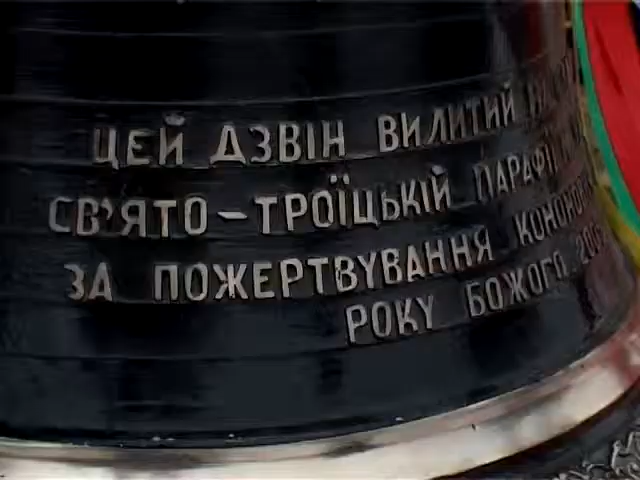 ЦЕЙ ДЗВІН ВИЛИТИЙ
СВ'ЯТО-ТРОЇЦЬКІЙ
ЗА ПОЖЕРТВУВАННЯ
РОКУ БОЖОГО